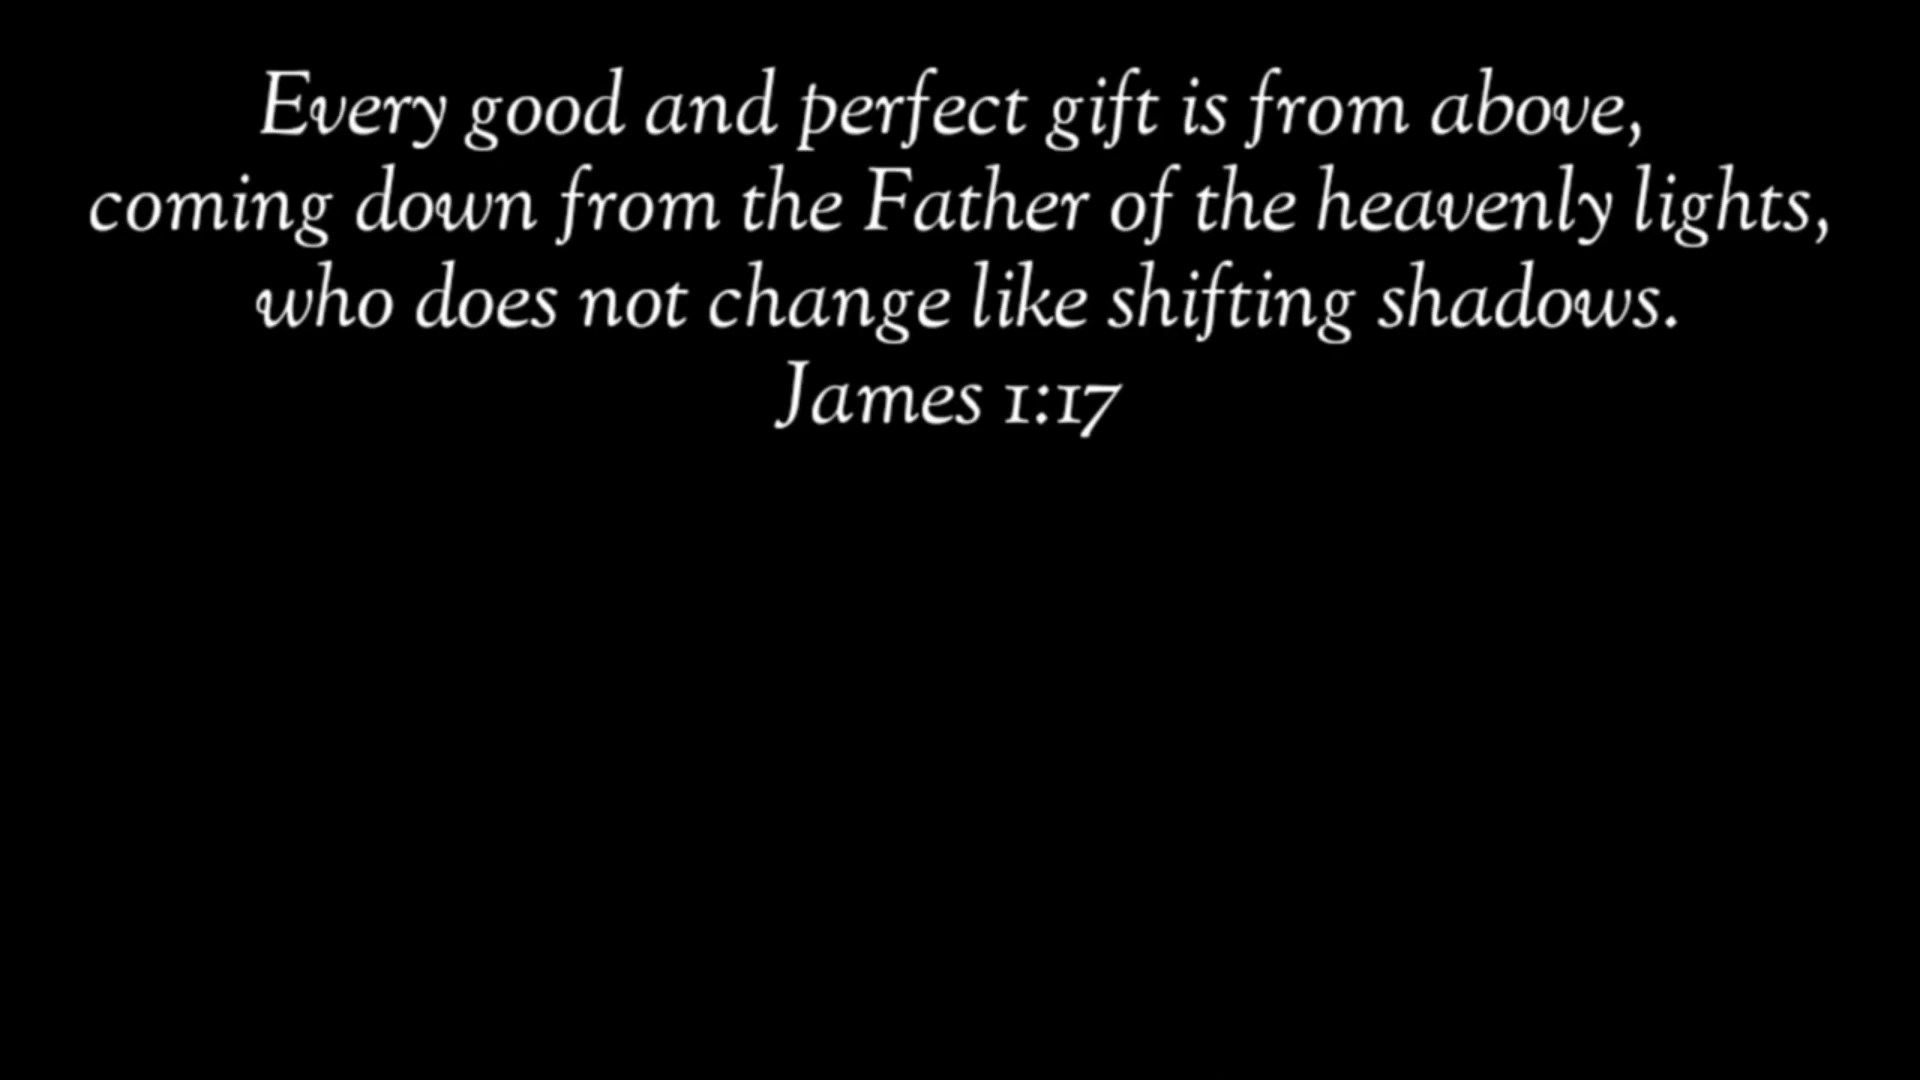 Every good and perfect gift is from above,
coming down from the Father of the heavenly lights,
who does not change like shifting shadows.
James 1:17